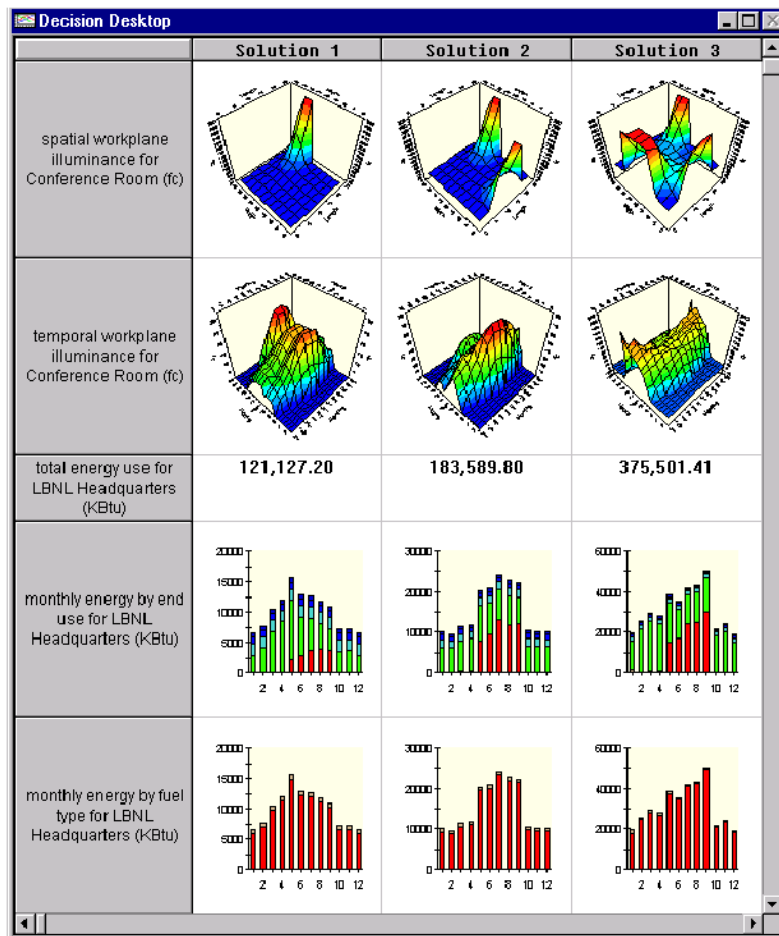 Decision Desktop
Solution 1 Solution 2 Solution 3
spatial workplane
illuminance for
Conference Room (fc)
temporal workplane
illuminance for
Conference Room (fc)
total energy use for
LBNL Headquarters
(KBtu)
121,127.20 183,589.80 375,501.41
monthly energy by end
use for LBNL
Headquarters (KBtu)
20000
15000
10000
5000
0
2 4 6 8 10 12
30000
20000
10000
0
2 4 6 8 10 12
60000
40000
20000
0
2 4 6 8 10 12
monthly energy by fuel
type for LBNL
Headquarters (KBtu)
20000
15000
10000
5000
0
2 4 6 8 10 12
30000
20000
10000
0
2 4 6 8 10 12
60000
40000
20000
0
2 4 6 8 10 12